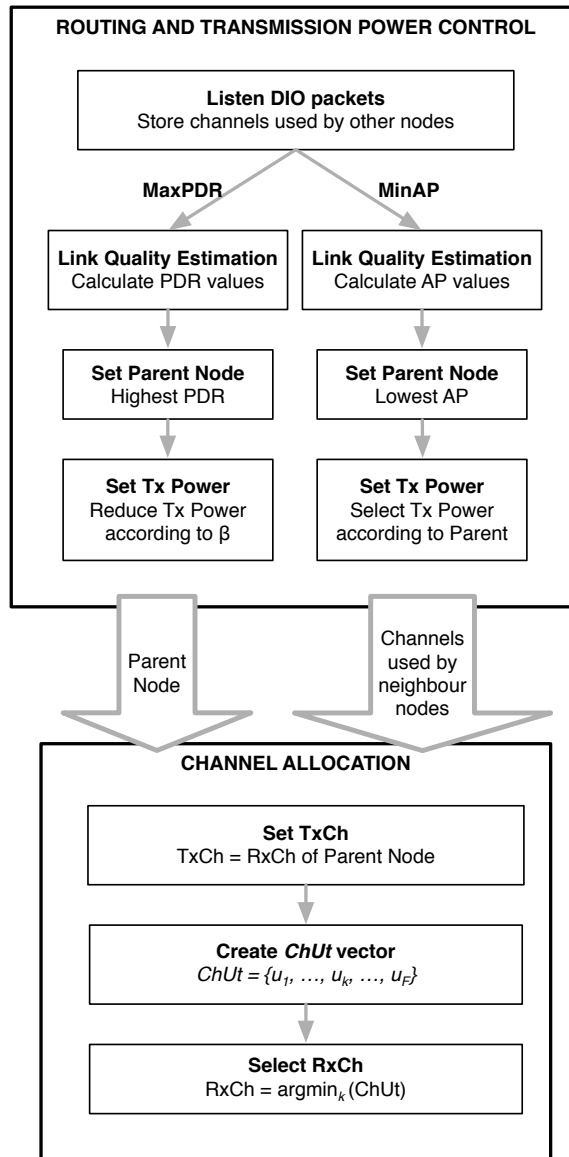 ROUTING AND TRANSMISSION POWER CONTROL
Listen DIO packets
Store channels used by other nodes
MaxPDR
MinAP
Link Quality Estimation
Calculate PDR values
Link Quality Estimation
Calculate AP values
Set Parent Node
Highest PDR
Set Parent Node
Lowest AP
Set Tx Power
Reduce Tx Power
according to β
Set Tx Power
Select Tx Power
according to Parent
Parent
Node
Channels
used by
neighbour
nodes
CHANNEL ALLOCATION
Set TxCh
TxCh = RxCh of Parent Node
Create ChUt vector
ChUt = {u₁, …, uₖ, …, u_F}
Select RxCh
RxCh = argminₖ (ChUt)